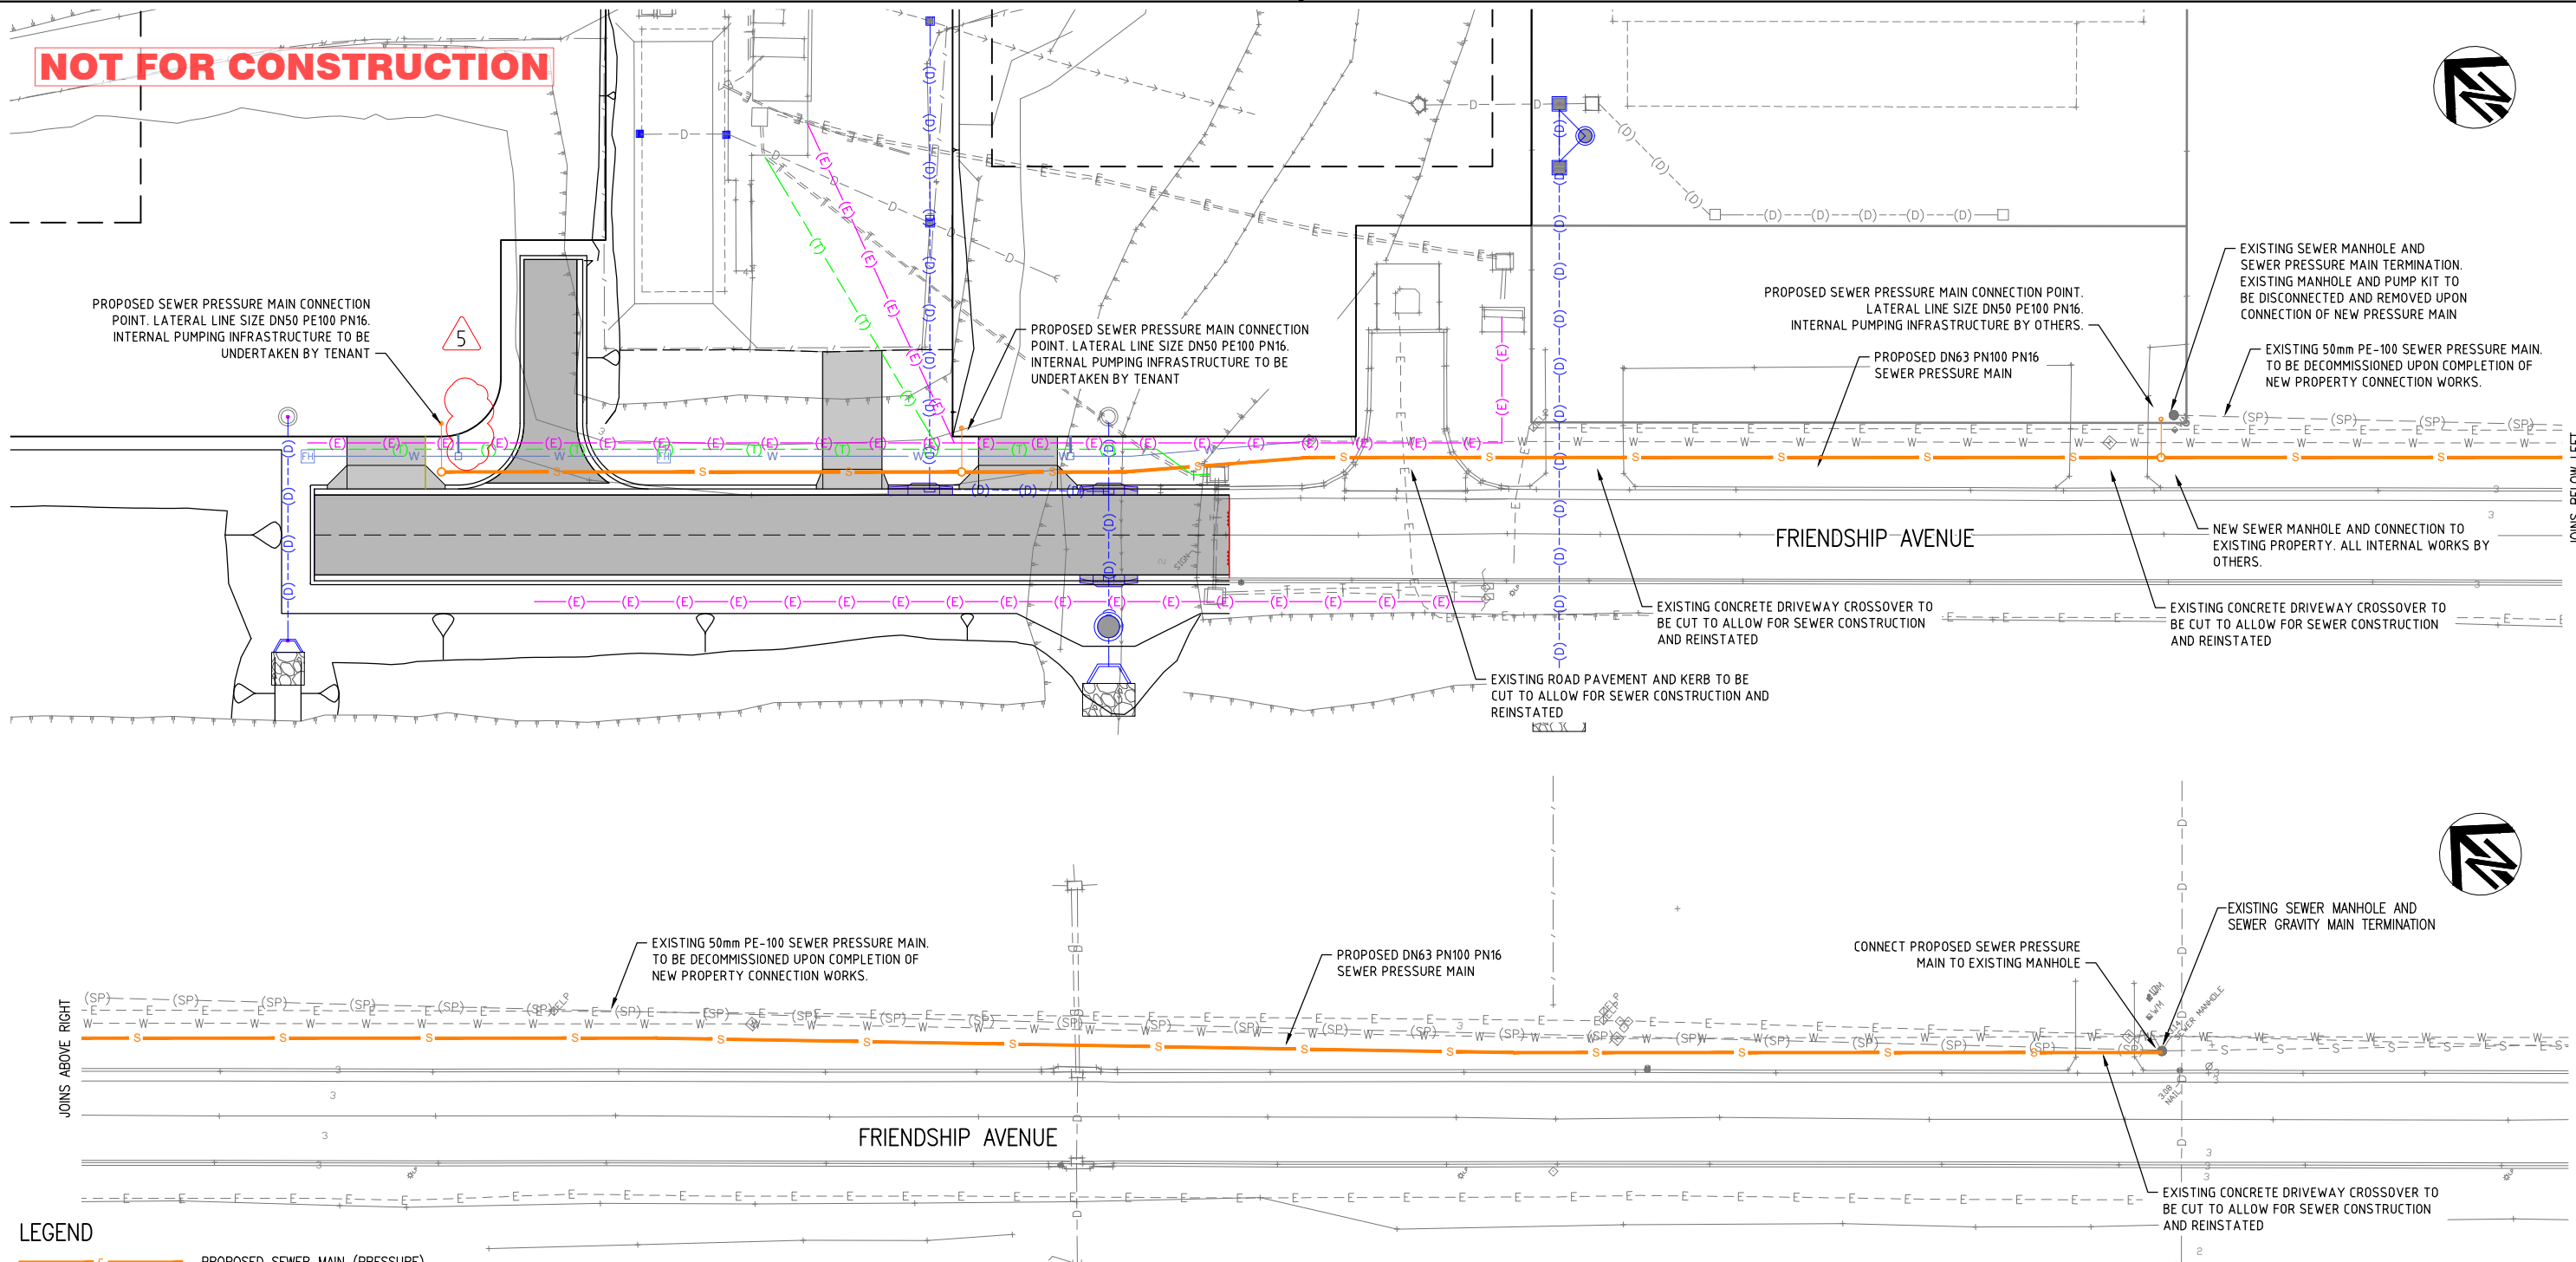 NOT FOR CONSTRUCTION
PROPOSED SEWER PRESSURE MAIN CONNECTION
POINT. LATERAL LINE SIZE DN50 PE100 PN16.
INTERNAL PUMPING INFRASTRUCTURE TO BE
UNDERTAKEN BY TENANT
5
PROPOSED SEWER PRESSURE MAIN CONNECTION
POINT. LATERAL LINE SIZE DN50 PE100 PN16.
INTERNAL PUMPING INFRASTRUCTURE TO BE
UNDERTAKEN BY TENANT
PROPOSED SEWER PRESSURE MAIN CONNECTION POINT.
LATERAL LINE SIZE DN50 PE100 PN16.
INTERNAL PUMPING INFRASTRUCTURE BY OTHERS.
PROPOSED DN63 PN100 PN16
SEWER PRESSURE MAIN
EXISTING SEWER MANHOLE AND
SEWER PRESSURE MAIN TERMINATION.
EXISTING MANHOLE AND PUMP KIT TO
BE DISCONNECTED AND REMOVED UPON
CONNECTION OF NEW PRESSURE MAIN
EXISTING 50mm PE-100 SEWER PRESSURE MAIN.
TO BE DECOMMISSIONED UPON COMPLETION OF
NEW PROPERTY CONNECTION WORKS.
FH
FH
SIGN
FRIENDSHIP AVENUE
JOINS BELOW LEFT
NEW SEWER MANHOLE AND CONNECTION TO
EXISTING PROPERTY. ALL INTERNAL WORKS BY
OTHERS.
EXISTING CONCRETE DRIVEWAY CROSSOVER TO
BE CUT TO ALLOW FOR SEWER CONSTRUCTION
AND REINSTATED
EXISTING CONCRETE DRIVEWAY CROSSOVER TO
BE CUT TO ALLOW FOR SEWER CONSTRUCTION
AND REINSTATED
EXISTING ROAD PAVEMENT AND KERB TO BE
CUT TO ALLOW FOR SEWER CONSTRUCTION AND
REINSTATED
EXISTING SEWER MANHOLE AND
SEWER GRAVITY MAIN TERMINATION
CONNECT PROPOSED SEWER PRESSURE
MAIN TO EXISTING MANHOLE
EXISTING 50mm PE-100 SEWER PRESSURE MAIN.
TO BE DECOMMISSIONED UPON COMPLETION OF
NEW PROPERTY CONNECTION WORKS.
PROPOSED DN63 PN100 PN16
SEWER PRESSURE MAIN
JOINS ABOVE RIGHT
SEWER MANHOLE
FRIENDSHIP AVENUE
EXISTING CONCRETE DRIVEWAY CROSSOVER TO
BE CUT TO ALLOW FOR SEWER CONSTRUCTION
AND REINSTATED
LEGEND
S PROPOSED SEWER MAIN (PRESSURE)